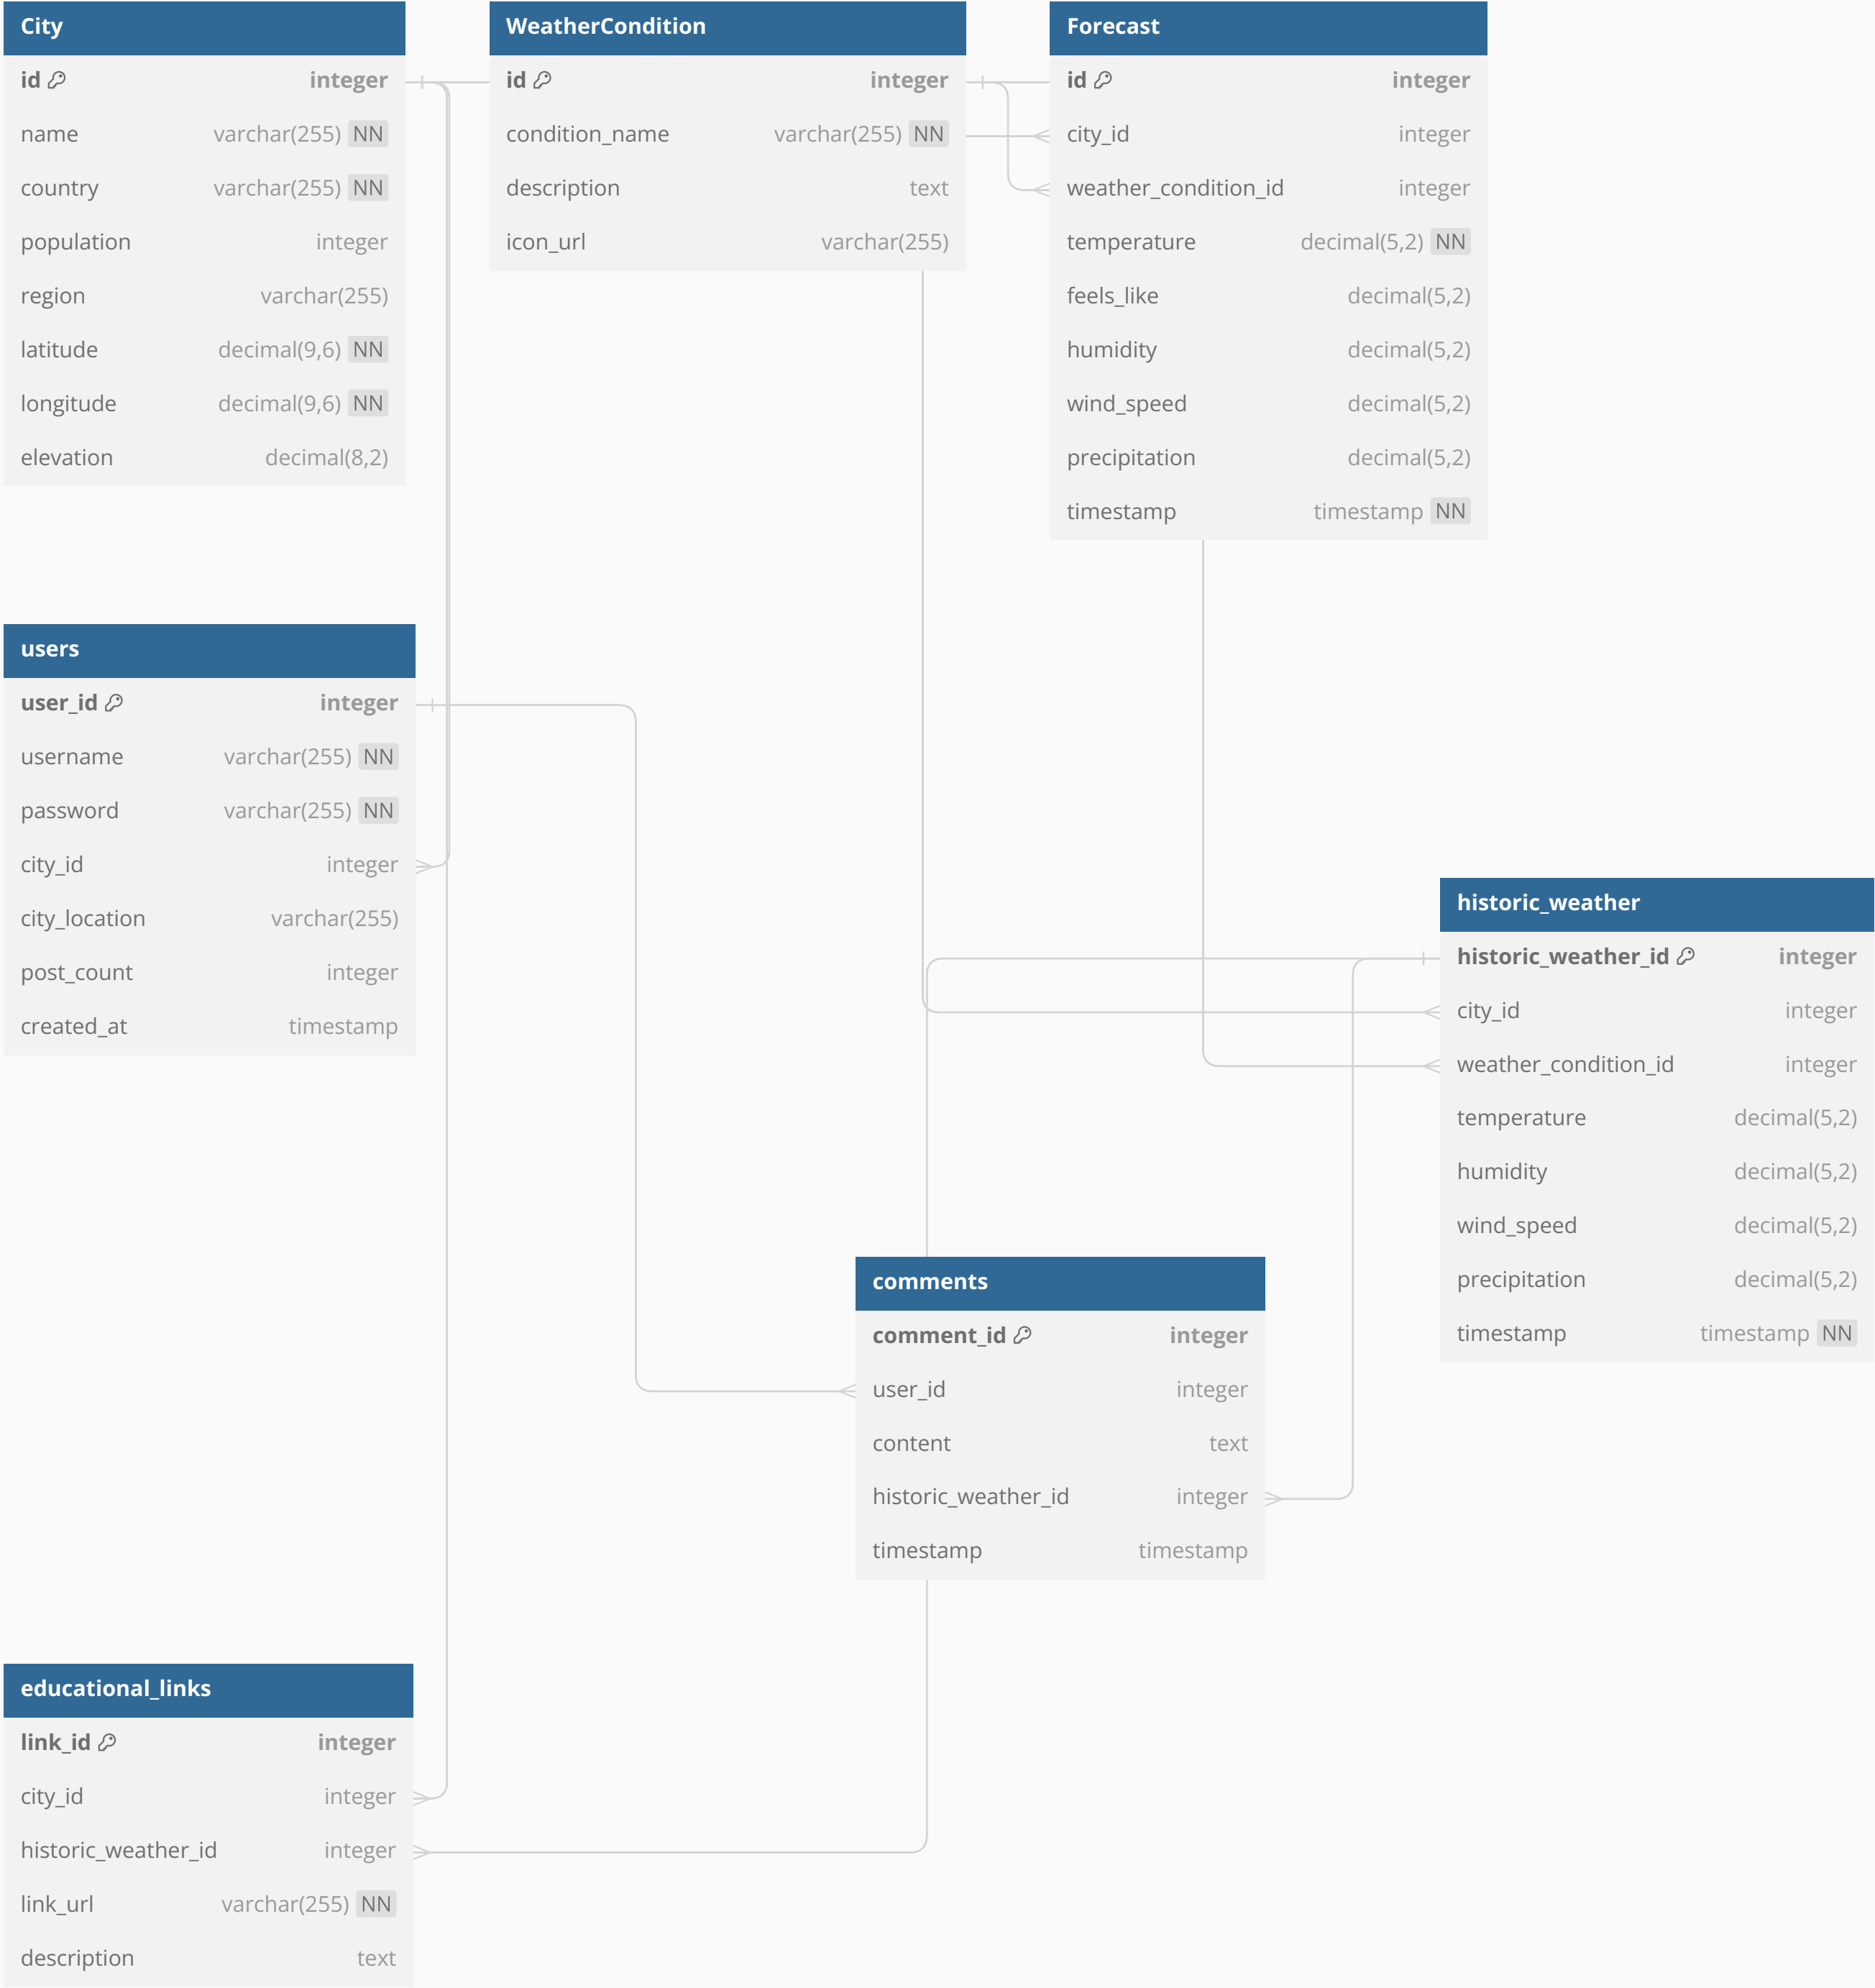 City
id integer
name varchar(255) NN
country varchar(255) NN
population integer
region varchar(255)
latitude decimal(9,6) NN
longitude decimal(9,6) NN
elevation decimal(8,2)
WeatherCondition
id integer
condition_name varchar(255) NN
description text
icon_url varchar(255)
Forecast
id integer
city_id integer
weather_condition_id integer
temperature decimal(5,2) NN
feels_like decimal(5,2)
humidity decimal(5,2)
wind_speed decimal(5,2)
precipitation decimal(5,2)
timestamp timestamp NN
users
user_id integer
username varchar(255) NN
password varchar(255) NN
city_id integer
city_location varchar(255)
post_count integer
created_at timestamp
historic_weather
historic_weather_id integer
city_id integer
weather_condition_id integer
temperature decimal(5,2)
humidity decimal(5,2)
wind_speed decimal(5,2)
precipitation decimal(5,2)
timestamp timestamp NN
comments
comment_id integer
user_id integer
content text
historic_weather_id integer
timestamp timestamp
educational_links
link_id integer
city_id integer
historic_weather_id integer
link_url varchar(255) NN
description text